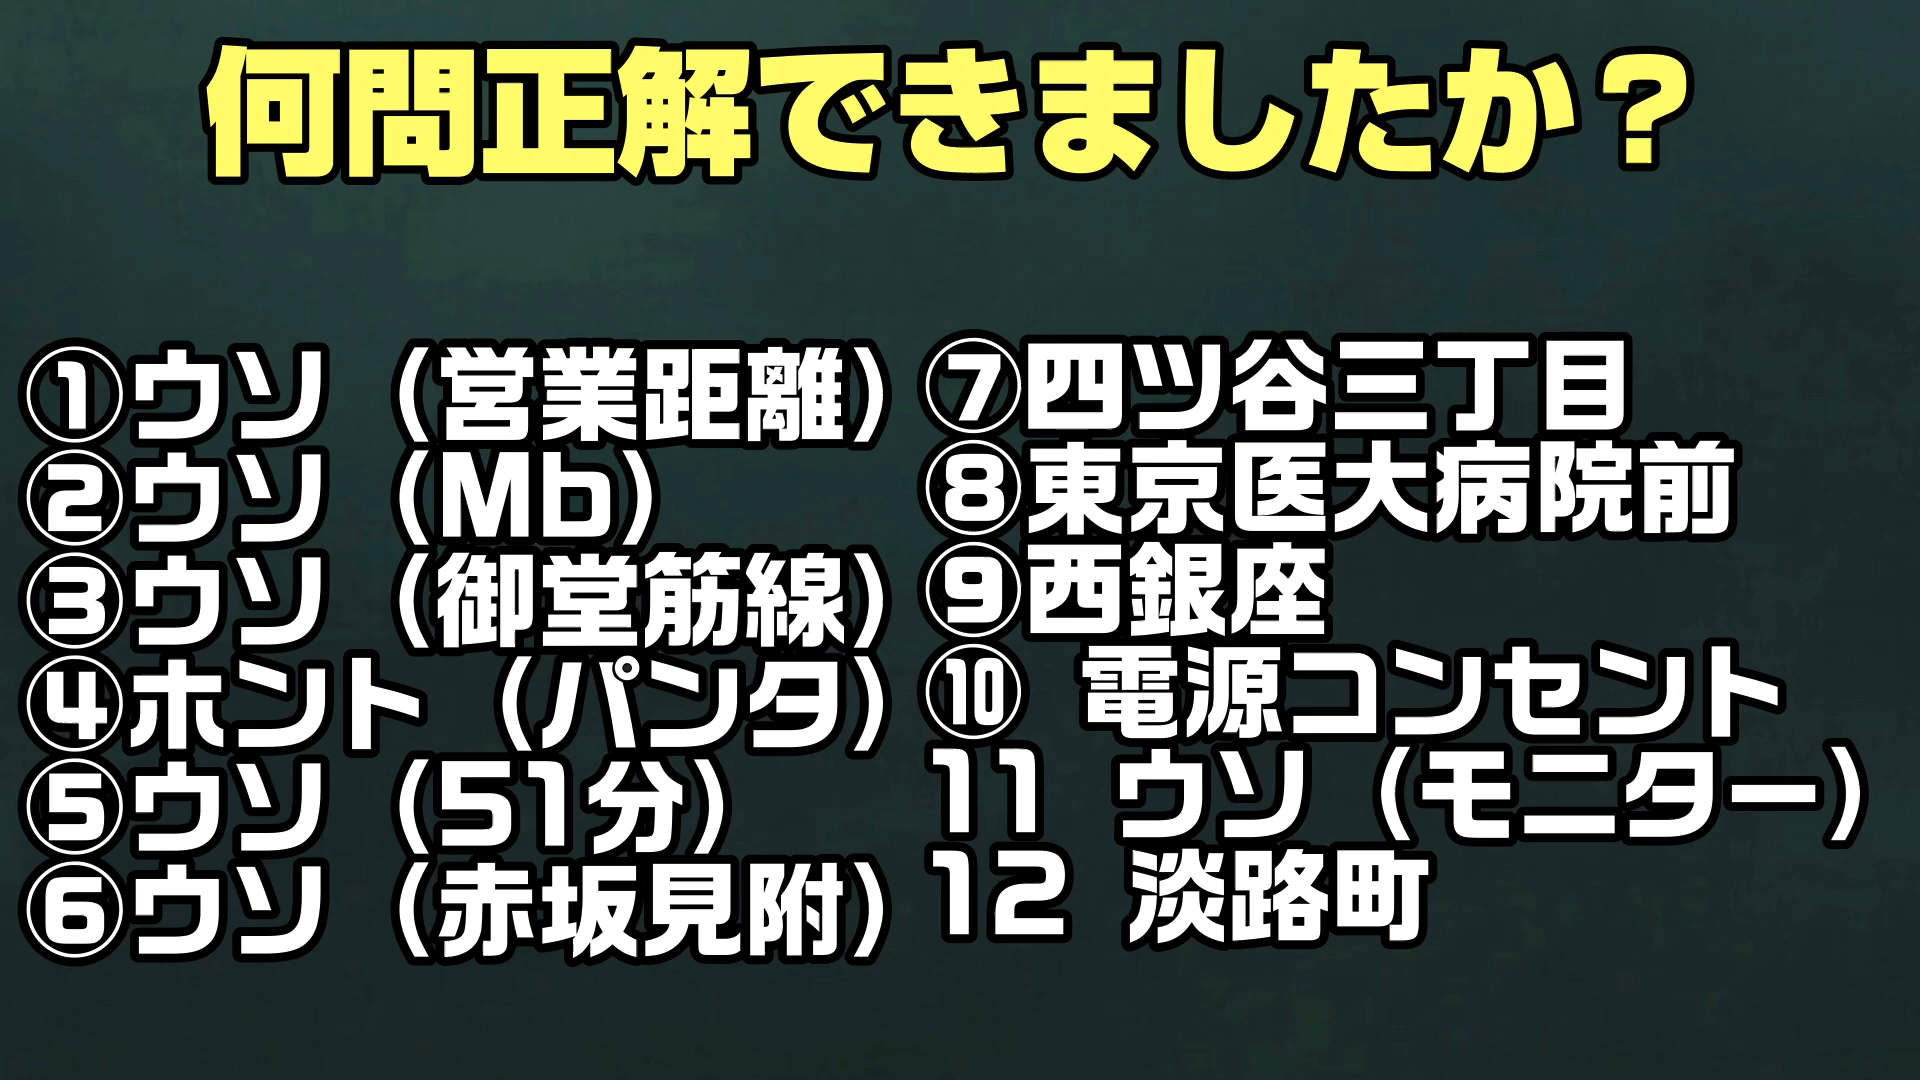 何問正解できましたか？
①ウソ（営業距離）
②ウソ（Mb）
③ウソ（御堂筋線）
④ホント（パンタ）
⑤ウソ（51分）
⑥ウソ（赤坂見附）
⑦四ツ谷三丁目
⑧東京医大病院前
⑨西銀座
⑩ 電源コンセント
11 ウソ（モニター）
12 淡路町